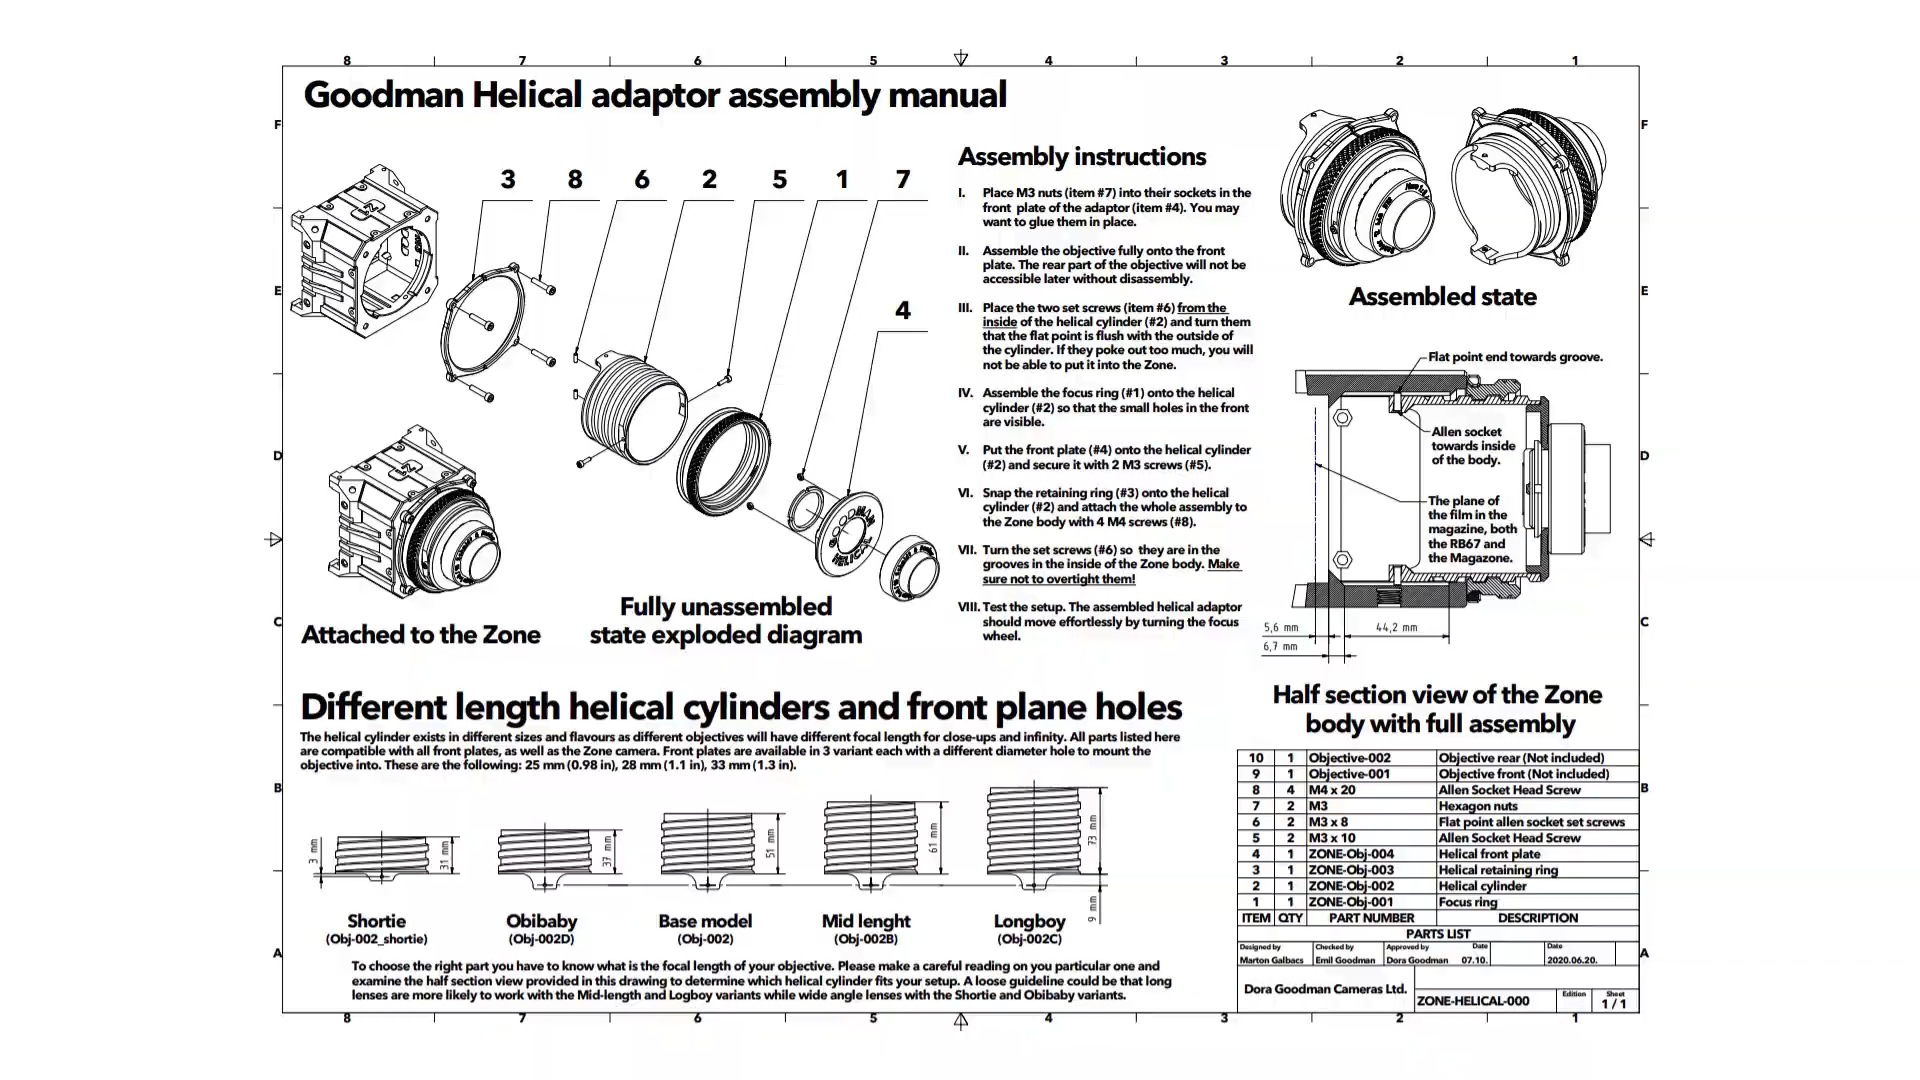 8 7 6 5 4 3 2 1
Goodman Helical adaptor assembly manual
F F
E E
D D
C C
B B
A A
3 8 6 2 5 1 7
4
Attached to the Zone
Fully unassembled
state exploded diagram
Assembly instructions
I. Place M3 nuts (item #7) into their sockets in the
front plate of the adaptor (item #4). You may
want to glue them in place.
II. Assemble the objective fully onto the front
plate. The rear part of the objective will not be
accessible later without disassembly.
III. Place the two set screws (item #6) from the
inside of the helical cylinder (#2) and turn them
that the flat point is flush with the outside of
the cylinder. If they poke out too much, you will
not be able to put it into the Zone.
IV. Assemble the focus ring (#1) onto the helical
cylinder (#2) so that the small holes in the front
are visible.
V. Put the front plate (#4) onto the helical cylinder
(#2) and secure it with 2 M3 screws (#5).
VI. Snap the retaining ring (#3) onto the helical
cylinder (#2) and attach the whole assembly to
the Zone body with 4 M4 screws (#8).
VII. Turn the set screws (#6) so they are in the
grooves in the inside of the Zone body. Make
sure not to overtight them!
VIII. Test the setup. The assembled helical adaptor
should move effortlessly by turning the focus
wheel.
Assembled state
Flat point end towards groove.
Allen socket
towards inside
of the body.
The plane of
the film in the
magazine, both
the RB67 and
the Magazone.
5,6 mm
44,2 mm
6,7 mm
Half section view of the Zone
body with full assembly
GOODMAN
HELICAL
Different length helical cylinders and front plane holes
The helical cylinder exists in different sizes and flavours as different objectives will have different focal length for close-ups and infinity. All parts listed here
are compatible with all front plates, as well as the Zone camera. Front plates are available in 3 variant each with a different diameter hole to mount the
objective into. These are the following: 25 mm (0.98 in), 28 mm (1.1 in), 33 mm (1.3 in).
3 mm 31 mm 37 mm 51 mm 61 mm 73 mm 9 mm
Shortie Obibaby Base model Mid lenght Longboy
(Obj-002_shortie) (Obj-002D) (Obj-002) (Obj-002B) (Obj-002C)
To choose the right part you have to know what is the focal length of your objective. Please make a careful reading on you particular one and
examine the half section view provided in this drawing to determine which helical cylinder fits your setup. A loose guideline could be that long
lenses are more likely to work with the Mid-length and Logboy variants while wide angle lenses with the Shortie and Obibaby variants.
10 1 Objective-002 Objective rear (Not included)
9 1 Objective-001 Objective front (Not included)
8 4 M4 x 20 Allen Socket Head Screw
7 2 M3 Hexagon nuts
6 2 M3 x 8 Flat point allen socket set screws
5 2 M3 x 10 Allen Socket Head Screw
4 1 ZONE-Obj-004 Helical front plate
3 1 ZONE-Obj-003 Helical retaining ring
2 1 ZONE-Obj-002 Helical cylinder
1 1 ZONE-Obj-001 Focus ring
ITEM QTY PART NUMBER DESCRIPTION
PARTS LIST
Designed by Checked by Approved by Date Date
Marton Galbacs Emil Goodman Dora Goodman 07.10. 2020.06.20.
Dora Goodman Cameras Ltd.
ZONE-HELICAL-000
Edition Sheet
1 / 1
8 7 6 5 4 3 2 1